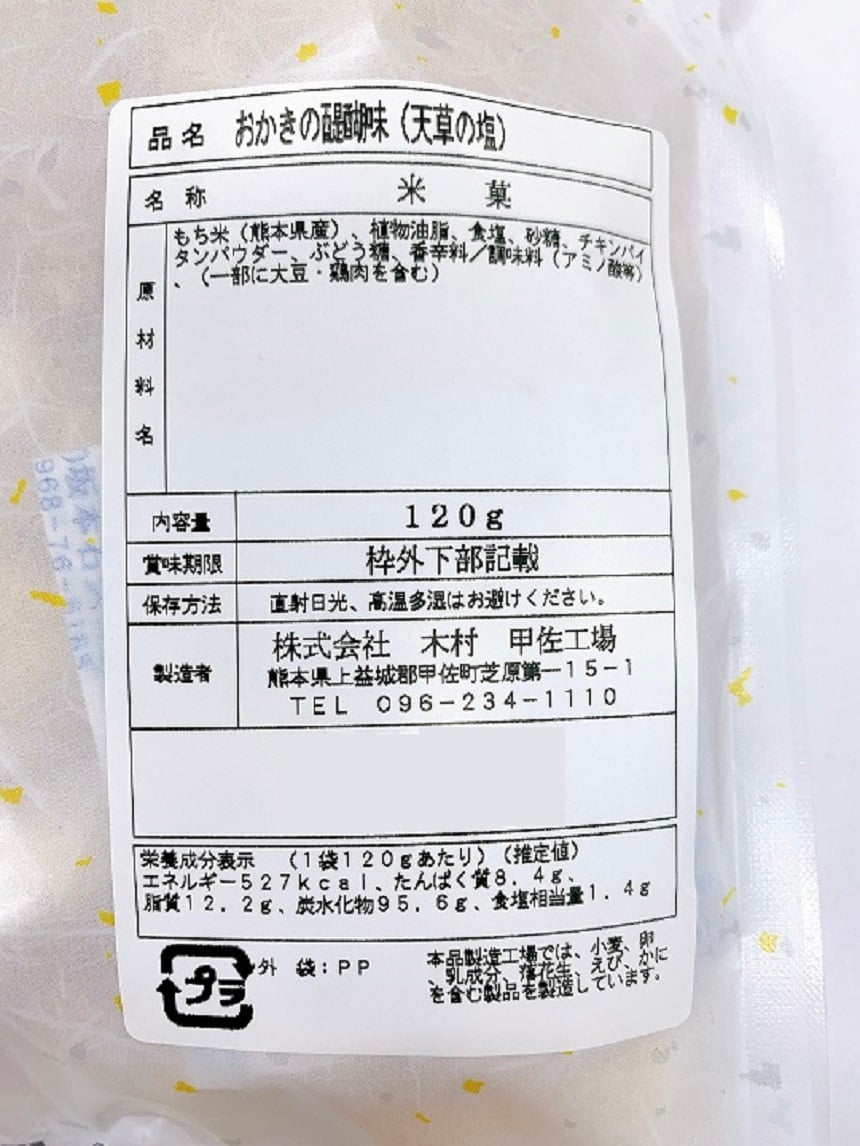 品名 おかきの醍醐味（天草の塩）
名称 米菓
原材料名
もち米（熊本県産）、植物油脂、食塩、砂糖、チキンパイ
タンパウダー、ぶどう糖、香辛料／調味料（アミノ酸等）
、（一部に大豆・鶏肉を含む）
内容量 120g
賞味期限 枠外下部記載
保存方法 直射日光、高温多湿はお避けください。
製造者 株式会社 木村 甲佐工場
熊本県上益城郡甲佐町芝原第一15-1
TEL 096-234-1110
栄養成分表示 （1袋120gあたり）（推定値）
エネルギー527kcal、たんぱく質8.4g、
脂質12.2g、炭水化物95.6g、食塩相当量1.4g
プラ 外袋：PP
本品製造工場では、小麦、卵
、乳成分、落花生、えび、かに
を含む製品を製造しています。